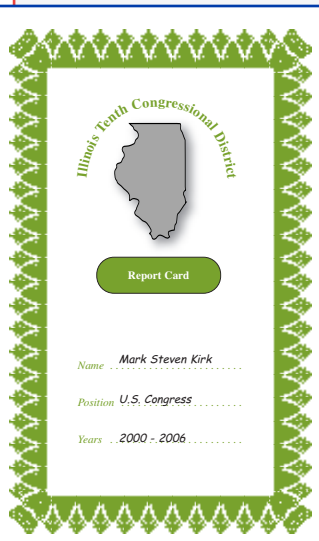 Illinois Tenth Congressional District
Report Card
Name Mark Steven Kirk
Position U.S. Congress
Years 2000 - 2006